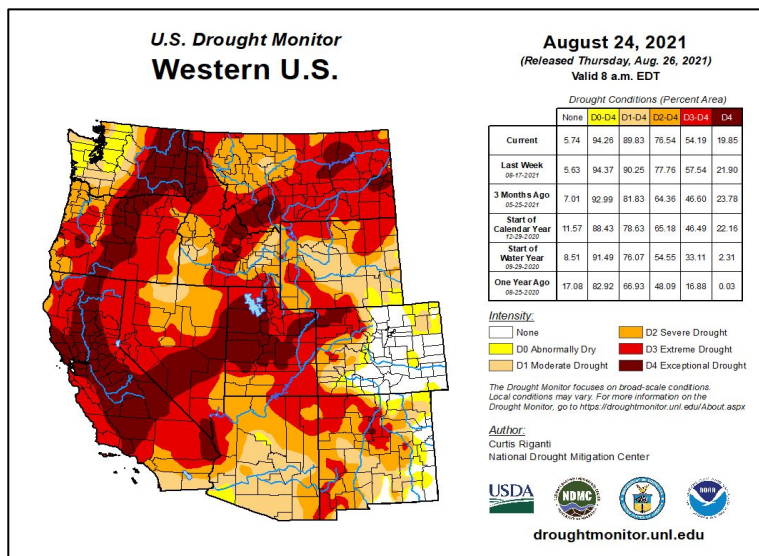 U.S. Drought Monitor
Western U.S.
August 24, 2021
(Released Thursday, Aug. 26, 2021)
Valid 8 a.m. EDT
Drought Conditions (Percent Area)
None D0-D4 D1-D4 D2-D4 D3-D4 D4
Current 5.74 94.26 89.83 76.54 54.19 19.85
Last Week 08-17-2021 5.63 94.37 90.25 77.76 57.54 21.90
3 Months Ago 05-25-2021 7.01 92.99 81.83 64.36 46.60 23.78
Start of Calendar Year 12-29-2020 11.57 88.43 78.63 65.18 46.49 22.16
Start of Water Year 09-29-2020 8.51 91.49 76.07 54.55 33.11 2.31
One Year Ago 08-25-2020 17.08 82.92 66.93 48.09 16.88 0.03
Intensity:
None
D0 Abnormally Dry
D1 Moderate Drought
D2 Severe Drought
D3 Extreme Drought
D4 Exceptional Drought
The Drought Monitor focuses on broad-scale conditions.
Local conditions may vary. For more information on the
Drought Monitor, go to https://droughtmonitor.unl.edu/About.aspx
Author:
Curtis Riganti
National Drought Mitigation Center
USDA
NDMC
NOAA
droughtmonitor.unl.edu